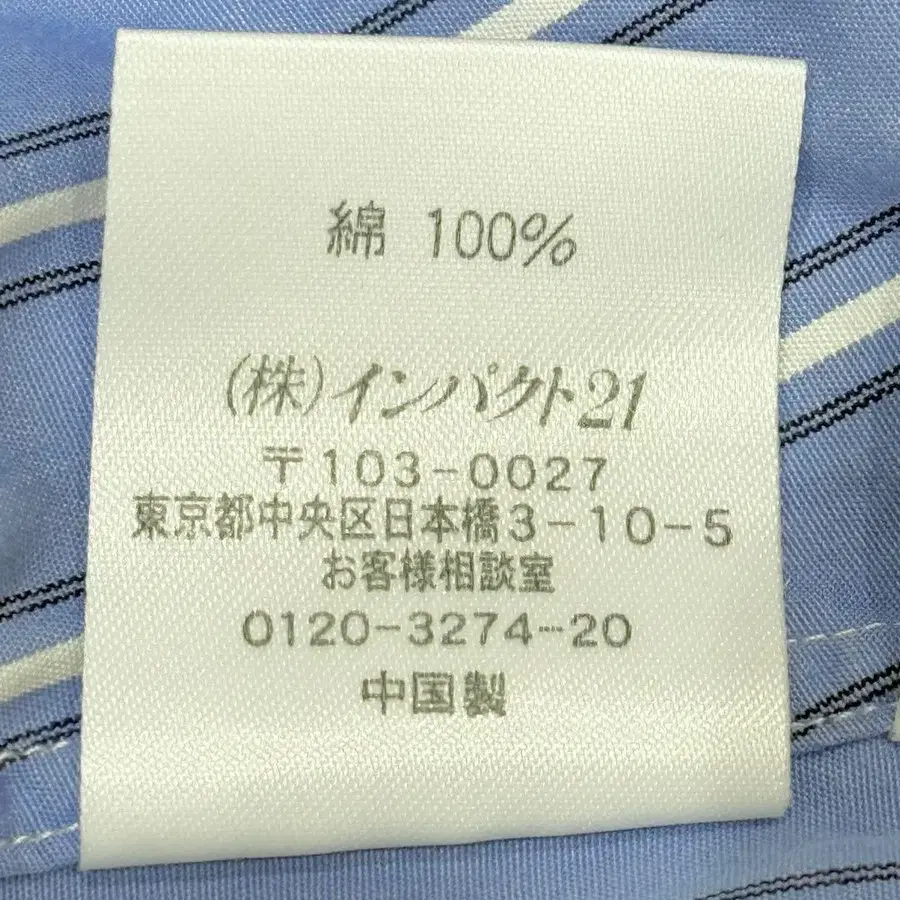 綿 100%
(株)インパクト21
〒103-0027
東京都中央区日本橋3-10-5
お客様相談室
0120-3274-20
中国製